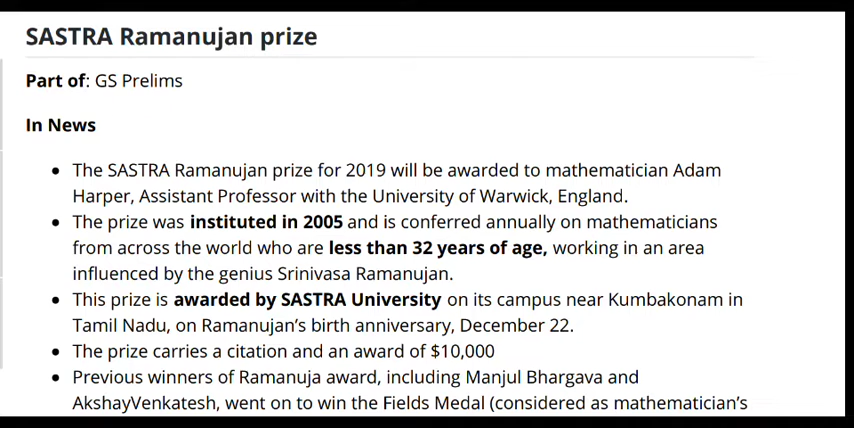 SASTRA Ramanujan prize
Part of: GS Prelims
In News
• The SASTRA Ramanujan prize for 2019 will be awarded to mathematician Adam
Harper, Assistant Professor with the University of Warwick, England.
• The prize was instituted in 2005 and is conferred annually on mathematicians
from across the world who are less than 32 years of age, working in an area
influenced by the genius Srinivasa Ramanujan.
• This prize is awarded by SASTRA University on its campus near Kumbakonam in
Tamil Nadu, on Ramanujan’s birth anniversary, December 22.
• The prize carries a citation and an award of $10,000
• Previous winners of Ramanuja award, including Manjul Bhargava and
AkshayVenkatesh, went on to win the Fields Medal (considered as mathematician’s